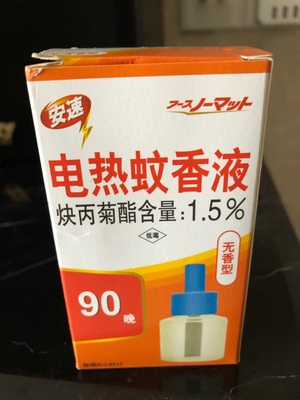 安速
アースノーマット
电热蚊香液
炔丙菊酯含量:1.5%
低毒
无香型
90晚